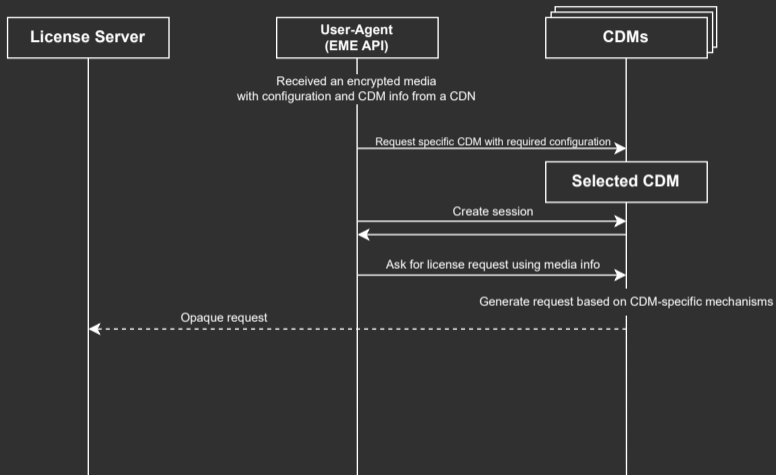 License Server
User-Agent
(EME API)
CDMs
Received an encrypted media
with configuration and CDM info from a CDN
Request specific CDM with required configuration
Selected CDM
Create session
Ask for license request using media info
Generate request based on CDM-specific mechanisms
Opaque request